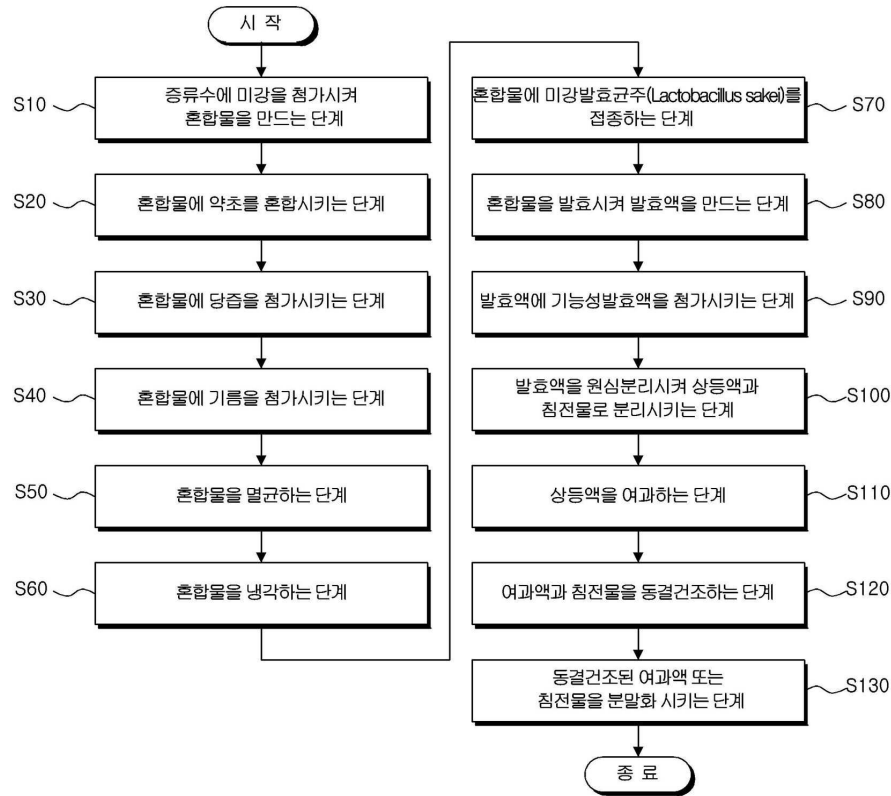 시 작
S10
증류수에 미강을 첨가시켜
혼합물을 만드는 단계
S20
혼합물에 약초를 혼합시키는 단계
S30
혼합물에 당즙을 첨가시키는 단계
S40
혼합물에 기름을 첨가시키는 단계
S50
혼합물을 멸균하는 단계
S60
혼합물을 냉각하는 단계
혼합물에 미강발효균주(Lactobacillus sakei)를
접종하는 단계
S70
혼합물을 발효시켜 발효액을 만드는 단계
S80
발효액에 기능성발효액을 첨가시키는 단계
S90
발효액을 원심분리시켜 상등액과
침전물로 분리시키는 단계
S100
상등액을 여과하는 단계
S110
여과액과 침전물을 동결건조하는 단계
S120
동결건조된 여과액 또는
침전물을 분말화 시키는 단계
S130
종 료